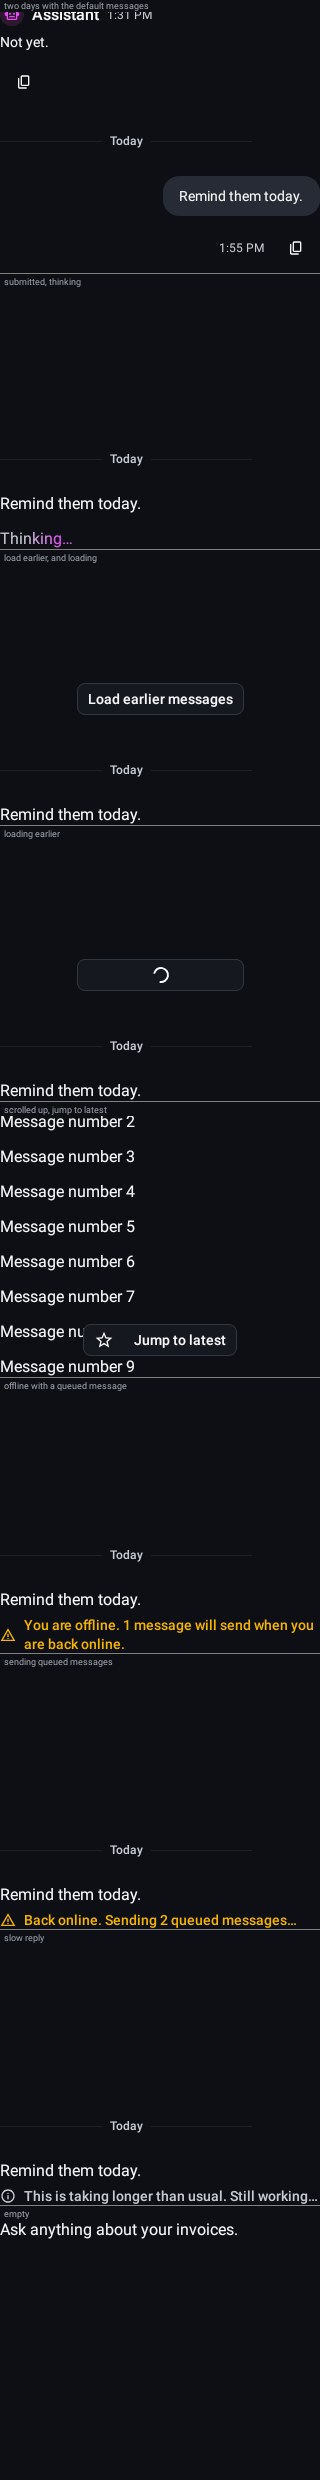 two days with the default messages
Assistant 1:31 PM
Not yet.
Today
Remind them today.
1:55 PM
submitted, thinking
Today
Remind them today.
Thinking...
load earlier, and loading
Load earlier messages
Today
Remind them today.
loading earlier
Today
Remind them today.
scrolled up, jump to latest
Message number 2
Message number 3
Message number 4
Message number 5
Message number 6
Message number 7
Message nu
Jump to latest
Message number 9
offline with a queued message
Today
Remind them today.
You are offline. 1 message will send when you
are back online.
sending queued messages
Today
Remind them today.
Back online. Sending 2 queued messages...
slow reply
Today
Remind them today.
This is taking longer than usual. Still working...
empty
Ask anything about your invoices.